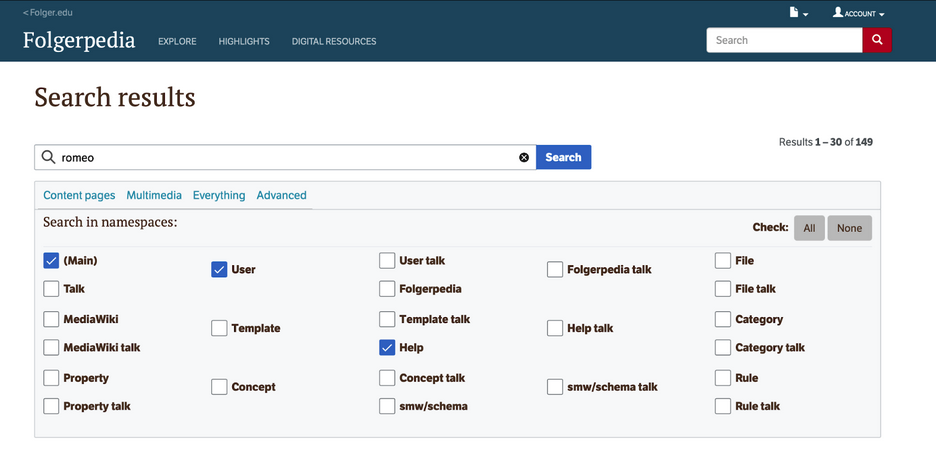 < Folger.edu
ACCOUNT
Folgerpedia EXPLORE HIGHLIGHTS DIGITAL RESOURCES Search
Search results
Results 1 – 30 of 149
romeo Search
Content pages Multimedia Everything Advanced
Search in namespaces:
Check: All None
(Main) User User talk Folgerpedia talk File
Talk Folgerpedia File talk
MediaWiki Template Template talk Help talk Category
MediaWiki talk Help Category talk
Property Concept Concept talk smw/schema talk Rule
Property talk smw/schema Rule talk